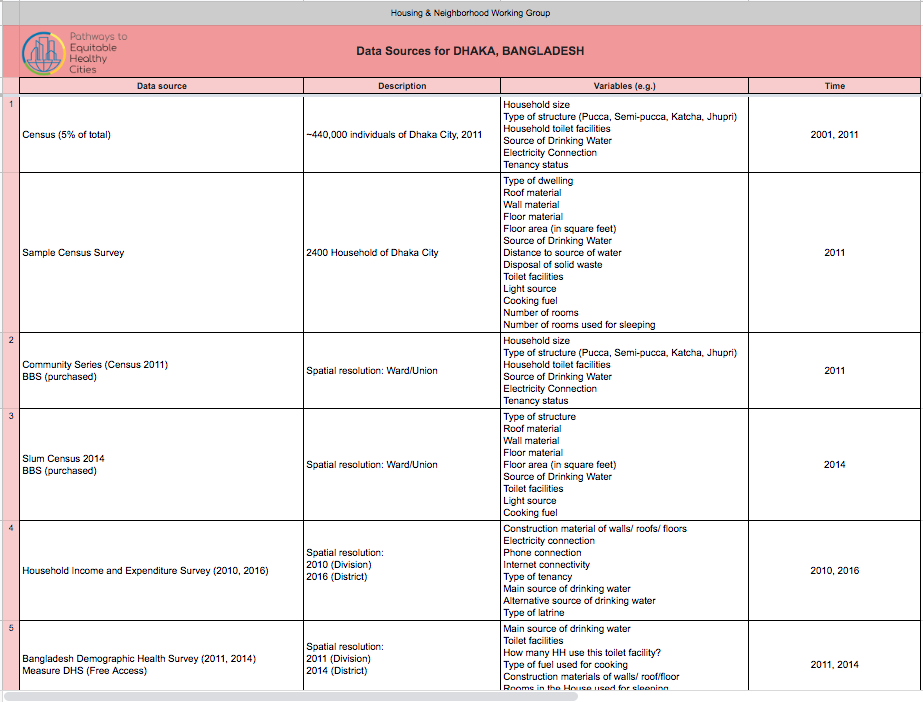 Housing & Neighborhood Working Group
Pathways to
Equitable
Healthy
Cities
Data Sources for DHAKA, BANGLADESH
Data source Description Variables (e.g.) Time
1
Census (5% of total)
~440,000 individuals of Dhaka City, 2011
Household size
Type of structure (Pucca, Semi-pucca, Katcha, Jhupri)
Household toilet facilities
Source of Drinking Water
Electricity Connection
Tenancy status
2001, 2011
Sample Census Survey
2400 Household of Dhaka City
Type of dwelling
Roof material
Wall material
Floor material
Floor area (in square feet)
Source of Drinking Water
Distance to source of water
Disposal of solid waste
Toilet facilities
Light source
Cooking fuel
Number of rooms
Number of rooms used for sleeping
2011
2
Community Series (Census 2011)
BBS (purchased)
Spatial resolution: Ward/Union
Household size
Type of structure (Pucca, Semi-pucca, Katcha, Jhupri)
Household toilet facilities
Source of Drinking Water
Electricity Connection
Tenancy status
2011
3
Slum Census 2014
BBS (purchased)
Spatial resolution: Ward/Union
Type of structure
Roof material
Wall material
Floor material
Floor area (in square feet)
Source of Drinking Water
Toilet facilities
Light source
Cooking fuel
2014
4
Household Income and Expenditure Survey (2010, 2016)
Spatial resolution:
2010 (Division)
2016 (District)
Construction material of walls/ roofs/ floors
Electricity connection
Phone connection
Internet connectivity
Type of tenancy
Main source of drinking water
Alternative source of drinking water
Type of latrine
2010, 2016
5
Bangladesh Demographic Health Survey (2011, 2014)
Measure DHS (Free Access)
Spatial resolution:
2011 (Division)
2014 (District)
Main source of drinking water
Toilet facilities
How many HH use this toilet facility?
Type of fuel used for cooking
Construction materials of walls/ roof/floor
Rooms in the House used for sleeping
2011, 2014